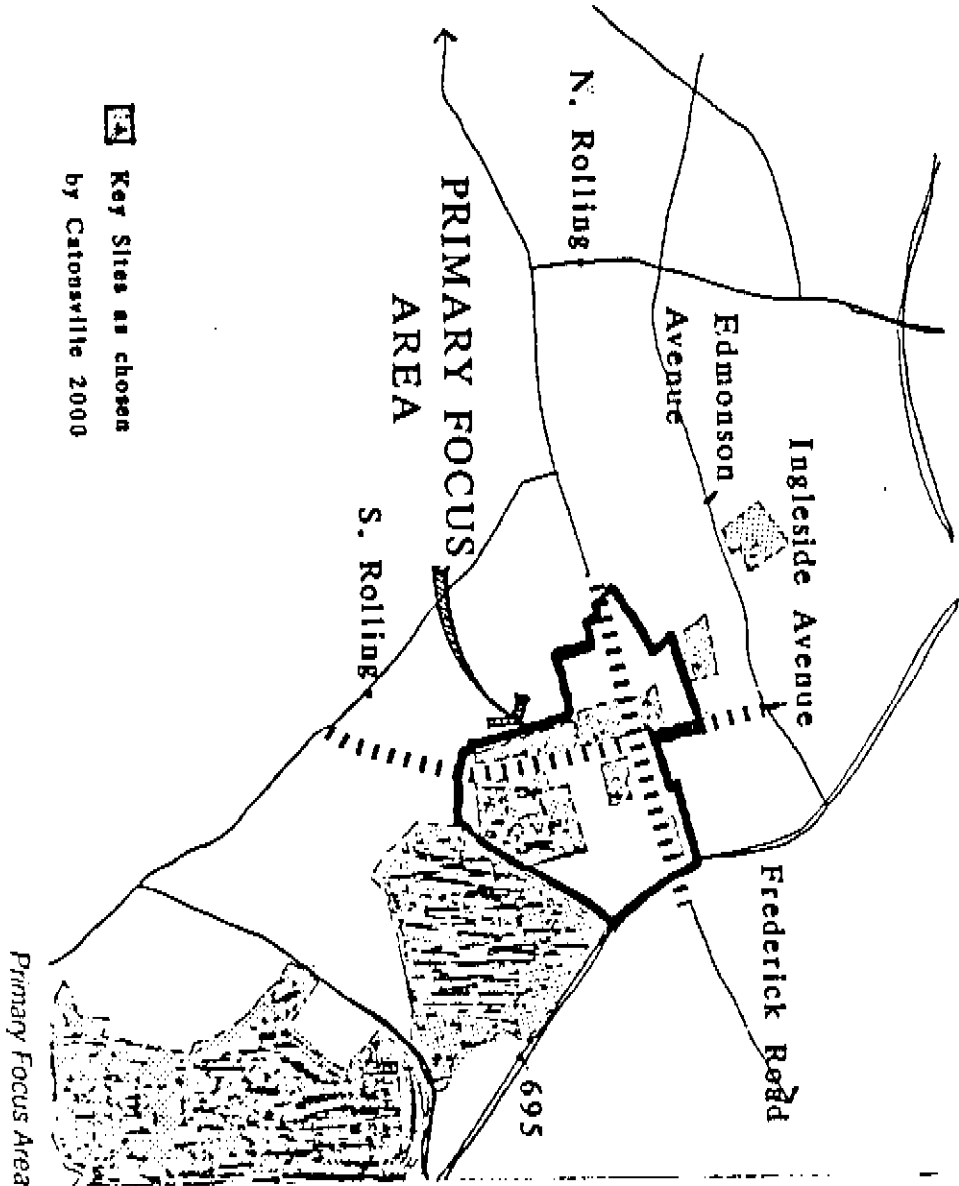 Ingleside Avenue
Edmonson
Avenue
N. Rolling
Frederick Road
695
PRIMARY FOCUS
AREA
S. Rolling.
Key Sites as chosen
by Catonsville 2000
Primary Focus Area